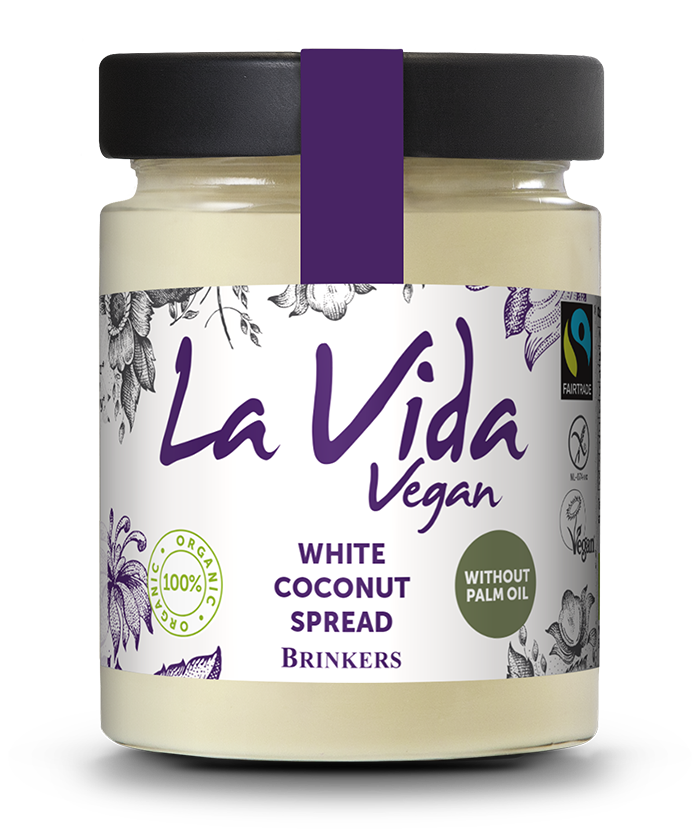 La Vida
Vegan
FAIRTRADE
ORGANIC • ORGANIC •
100%
WHITE
COCONUT
SPREAD
WITHOUT
PALM OIL
Vegan
BRINKERS